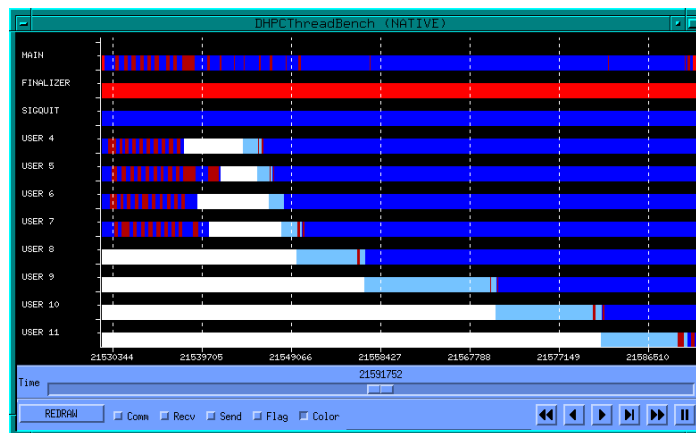 DHPCThreadBench (NATIVE)
MAIN
FINALIZER
SIGQUIT
USER 4
USER 5
USER 6
USER 7
USER 8
USER 9
USER 10
USER 11
21530344 21539705 21549066 21558427 21567788 21577149 21586510
21591752
Time
REDRAW Comm Recv Send Flag Color